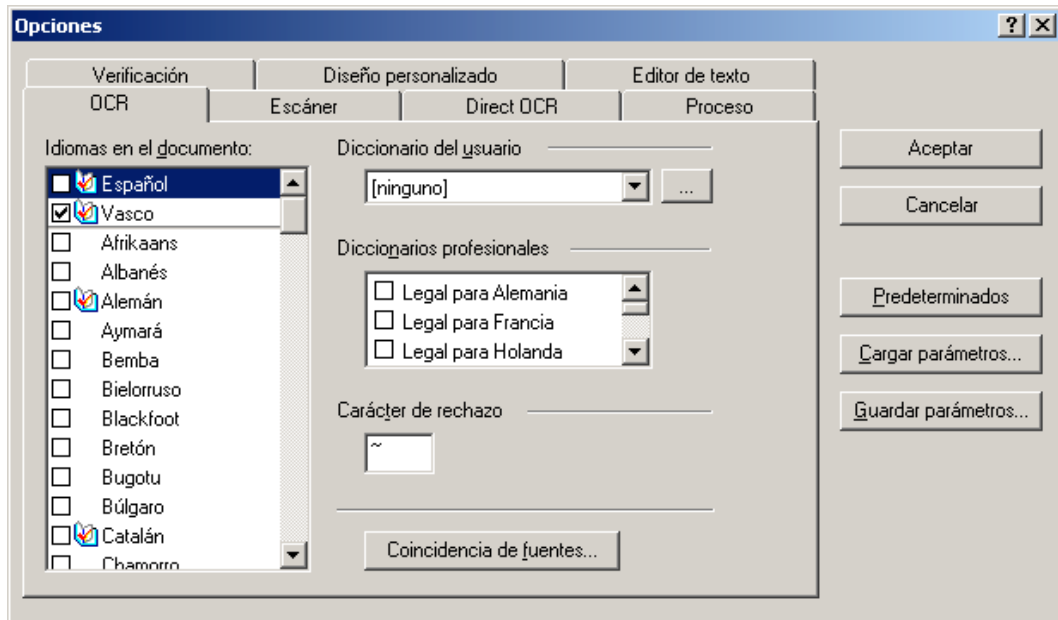 Opciones
Verificación
Diseño personalizado
Editor de texto
OCR
Escáner
Direct OCR
Proceso
Idiomas en el documento:
Español
Vasco
Afrikaans
Albanés
Alemán
Aymará
Bemba
Bielorruso
Blackfoot
Bretón
Bugotu
Búlgaro
Catalán
Chamorro
Diccionario del usuario
[ninguno]
...
Diccionarios profesionales
Legal para Alemania
Legal para Francia
Legal para Holanda
Carácter de rechazo
~
Coincidencia de fuentes...
Aceptar
Cancelar
Predeterminados
Cargar parámetros...
Guardar parámetros...